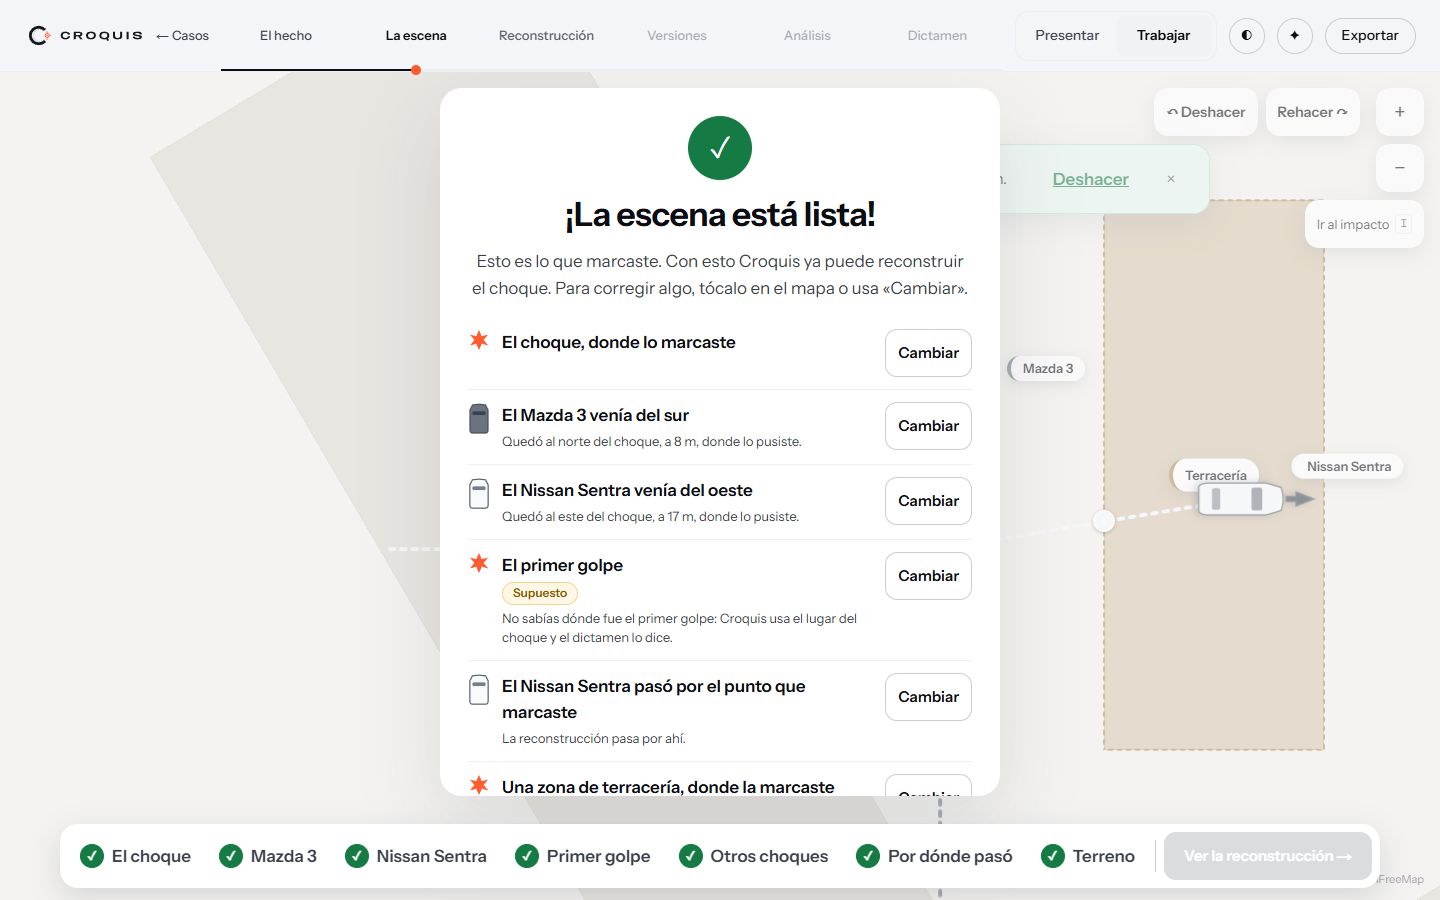 CROQUIS
← Casos
El hecho
La escena
Reconstrucción
Versiones
Análisis
Dictamen
Presentar
Trabajar
Exportar
Deshacer
Rehacer
+
−
Ir al impacto I
Deshacer ×
✓
¡La escena está lista!
Esto es lo que marcaste. Con esto Croquis ya puede reconstruir
el choque. Para corregir algo, tócalo en el mapa o usa «Cambiar».
El choque, donde lo marcaste
Cambiar
El Mazda 3 venía del sur
Quedó al norte del choque, a 8 m, donde lo pusiste.
Cambiar
El Nissan Sentra venía del oeste
Quedó al este del choque, a 17 m, donde lo pusiste.
Cambiar
El primer golpe
Supuesto
No sabías dónde fue el primer golpe: Croquis usa el lugar del
choque y el dictamen lo dice.
Cambiar
El Nissan Sentra pasó por el punto que
marcaste
La reconstrucción pasa por ahí.
Cambiar
Una zona de terracería, donde la marcaste
Cambiar
Mazda 3
Terracería
Nissan Sentra
El choque
Mazda 3
Nissan Sentra
Primer golpe
Otros choques
Por dónde pasó
Terreno
Ver la reconstrucción →
FreeMap